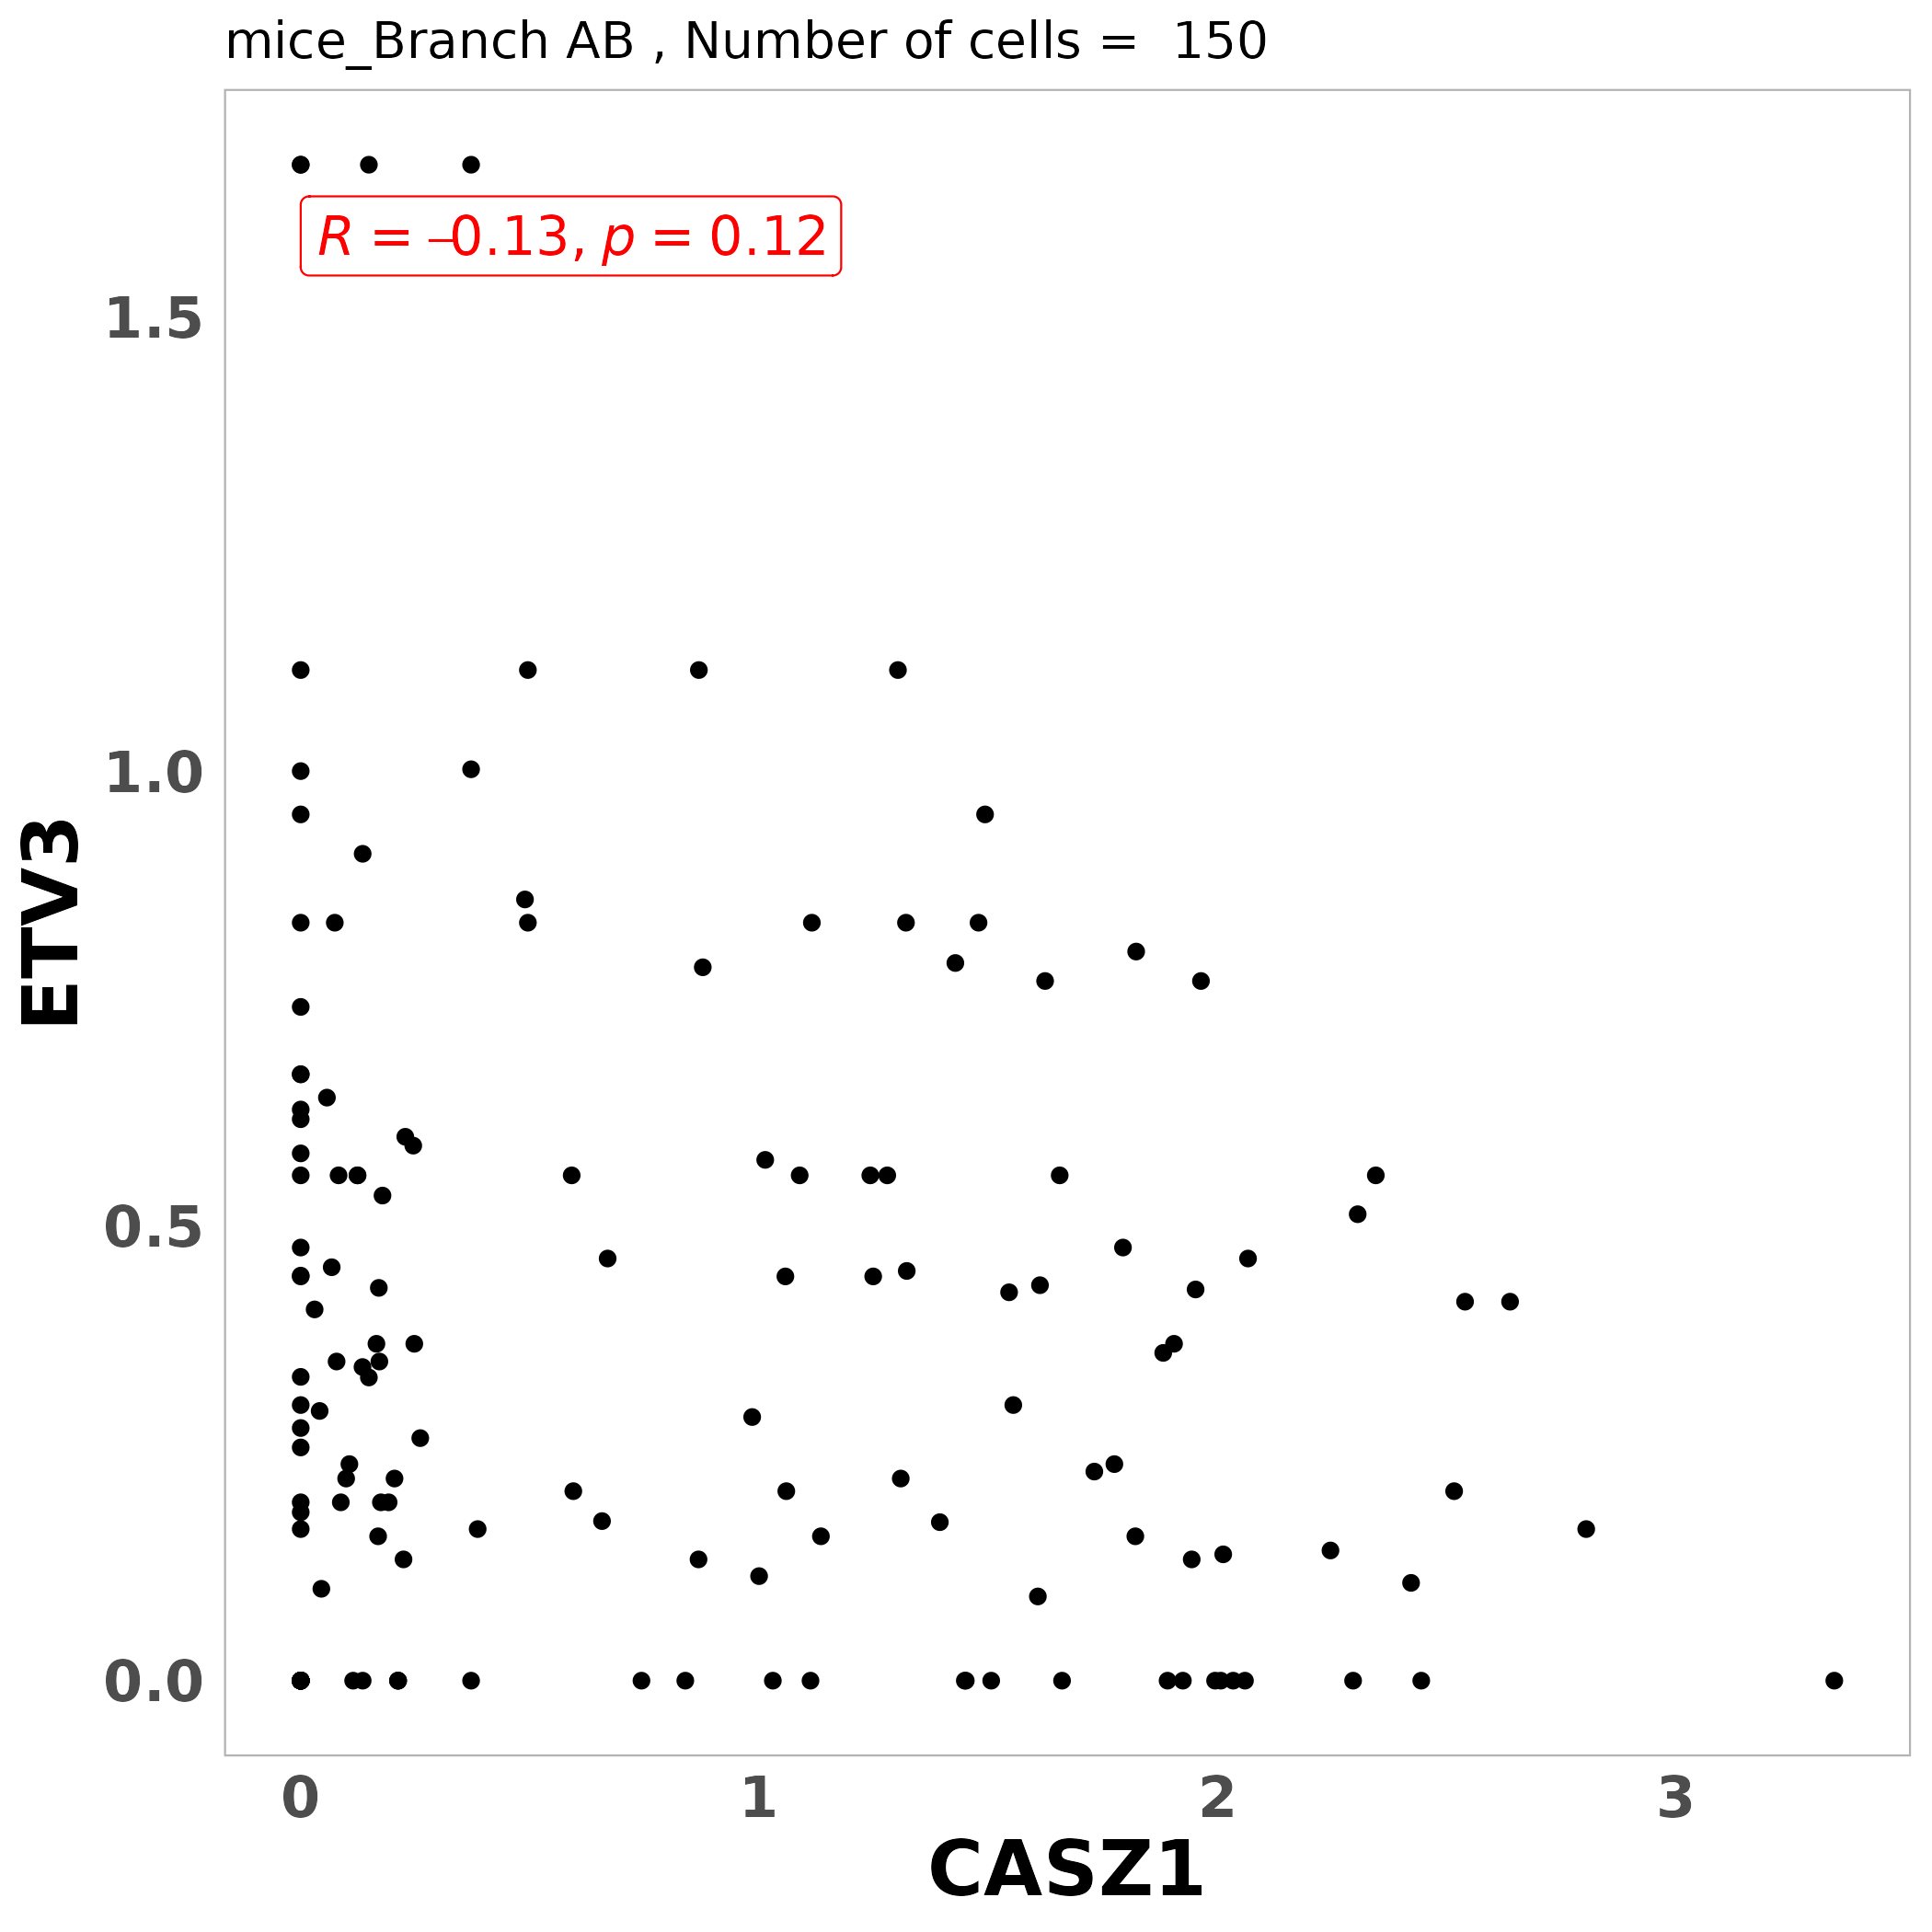 mice_Branch AB , Number of cells =  150
R = –0.13, p = 0.12
1.5
1.0
0.5
0.0
ETV3
0 1 2 3
CASZ1